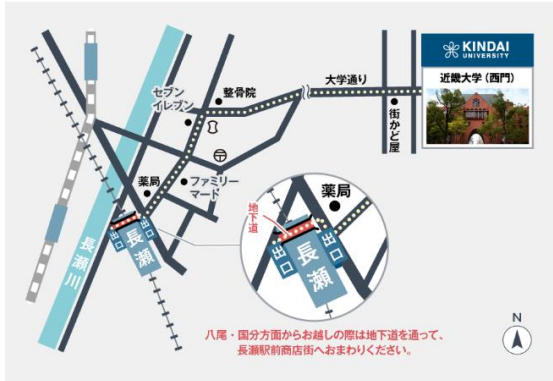 KINDAI
UNIVERSITY
近畿大学（西門）
大学通り
街かど屋
整骨院
セブン
イレブン
薬局
ファミリー
マート
長瀬川
出口
長瀬
出口
地下道
薬局
出口
長瀬
出口
八尾・国分方面からお越しの際は地下道を通って、
長瀬駅前商店街へおまわりください。
N